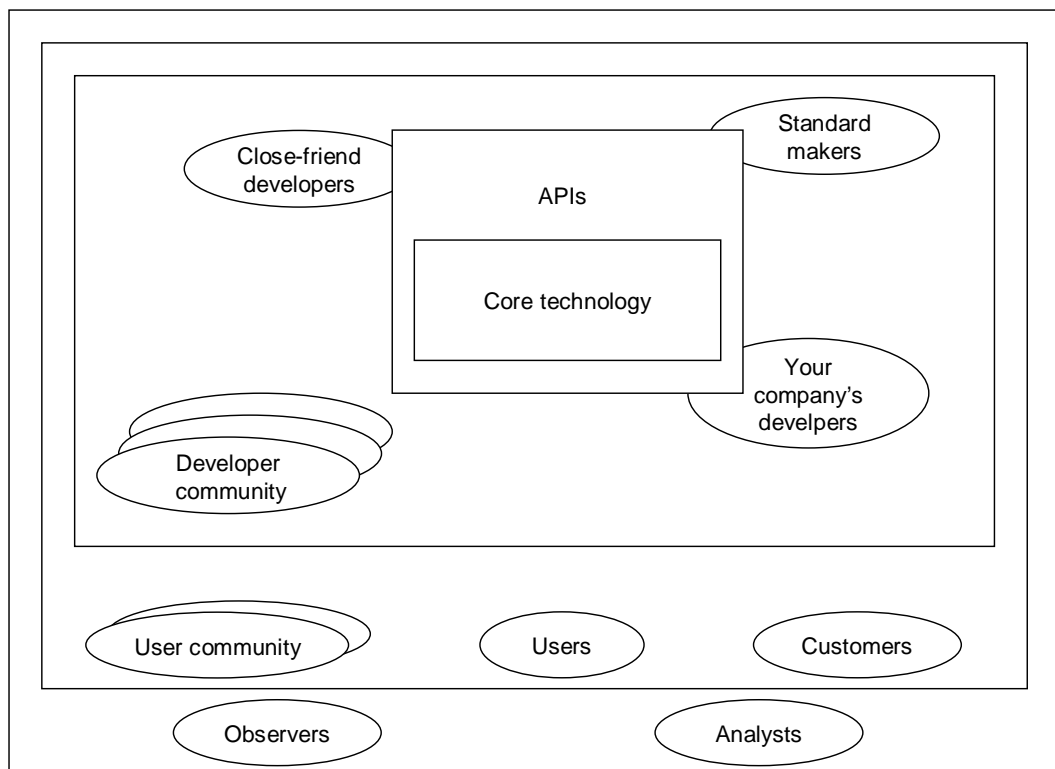 Close-friend
developers
Standard
makers
APIs
Core technology
Your
company’s
develpers
Developer
community
User community
Users
Customers
Observers
Analysts